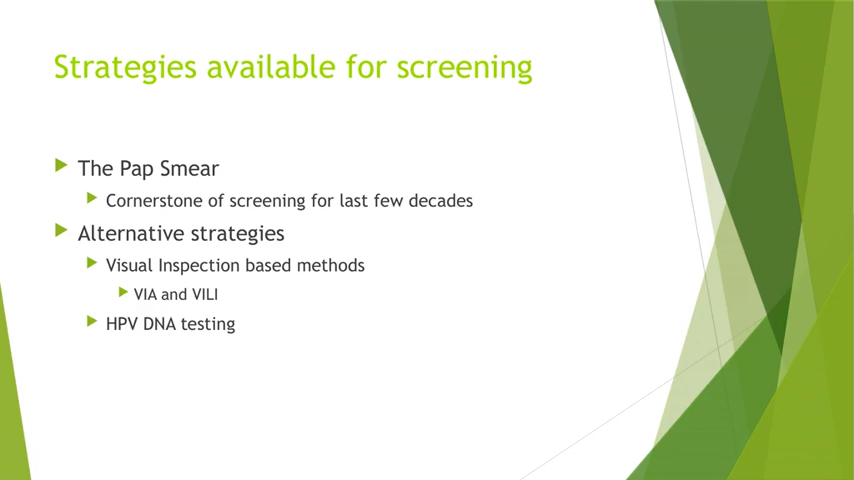 Strategies available for screening
The Pap Smear
Cornerstone of screening for last few decades
Alternative strategies
Visual Inspection based methods
VIA and VILI
HPV DNA testing